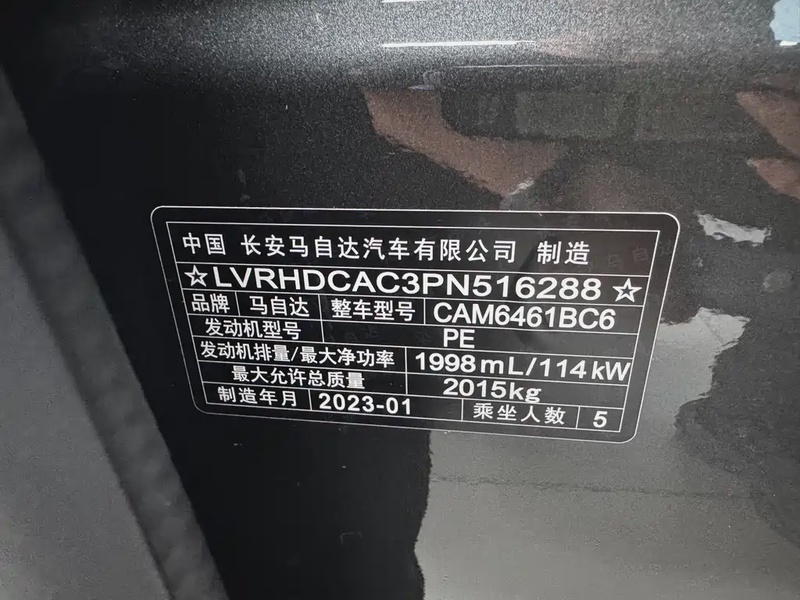 中国 长安马自达汽车有限公司 制造
☆LVRHDCAC3PN516288☆
品牌 马自达 整车型号 CAM6461BC6
发动机型号 PE
发动机排量/最大净功率 1998mL/114kW
最大允许总质量 2015kg
制造年月 2023-01 乘坐人数 5